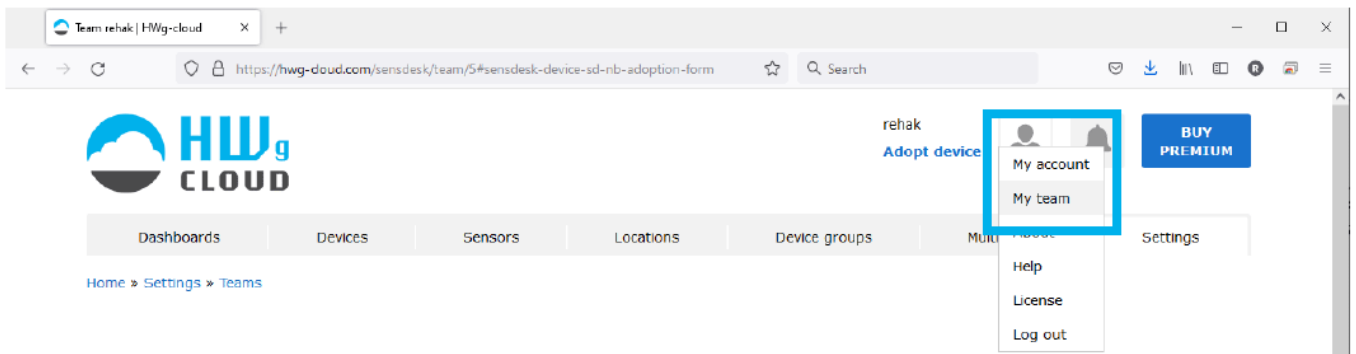 Team rehak | HWg-cloud
https://hwg-cloud.com/sensdesk/team/5#sensdesk-device-sd-nb-adoption-form
Search
R
HWg
CLOUD
rehak
Adopt device
BUY
PREMIUM
My account
My team
About
Help
License
Log out
Dashboards
Devices
Sensors
Locations
Device groups
Settings
Home » Settings » Teams